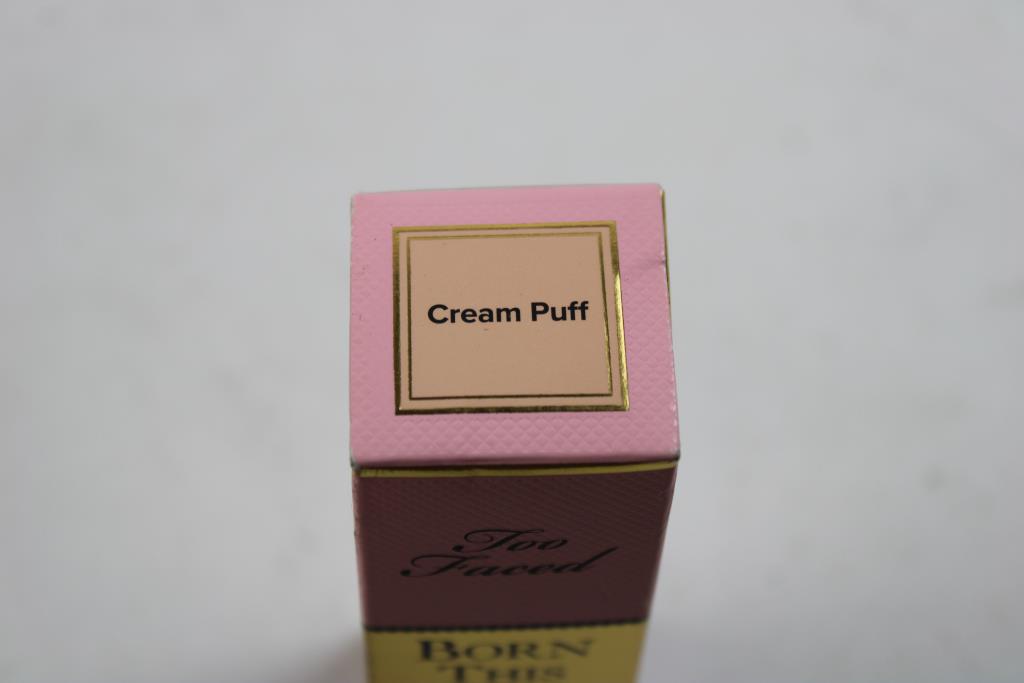 Cream Puff
Too
Faced
BORN
THIS